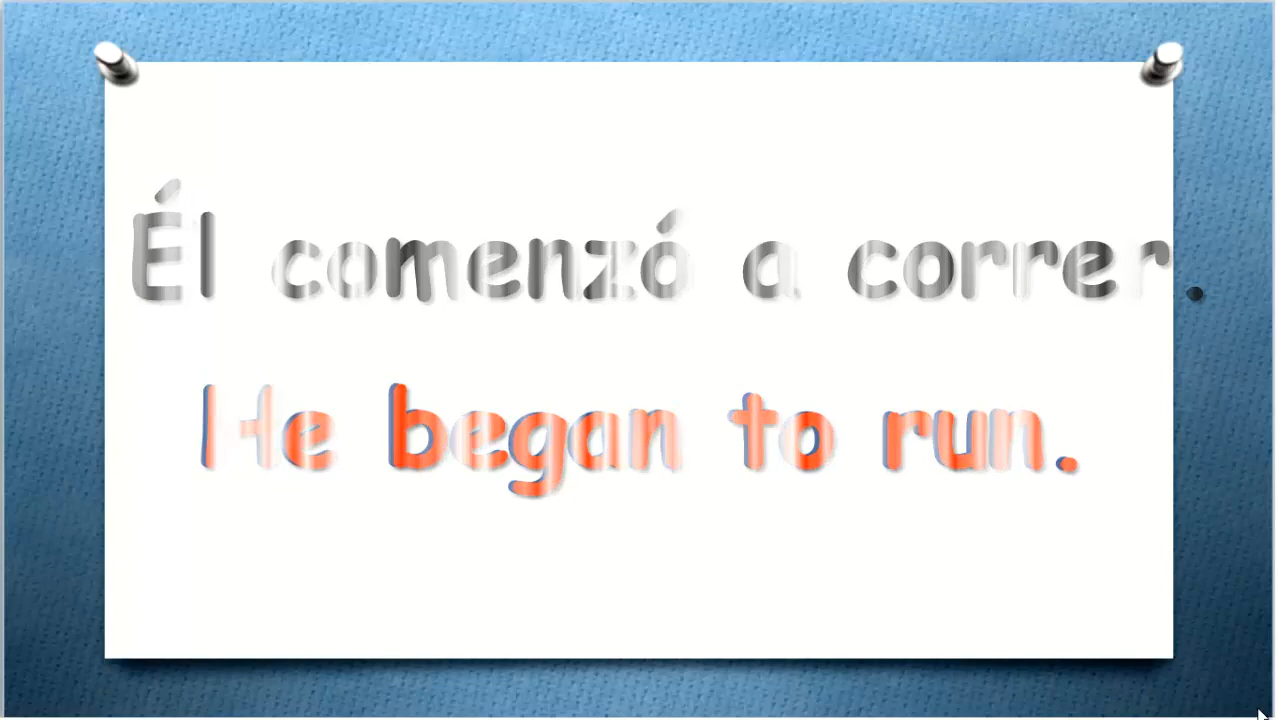 Él comenzó a correr.
He began to run.